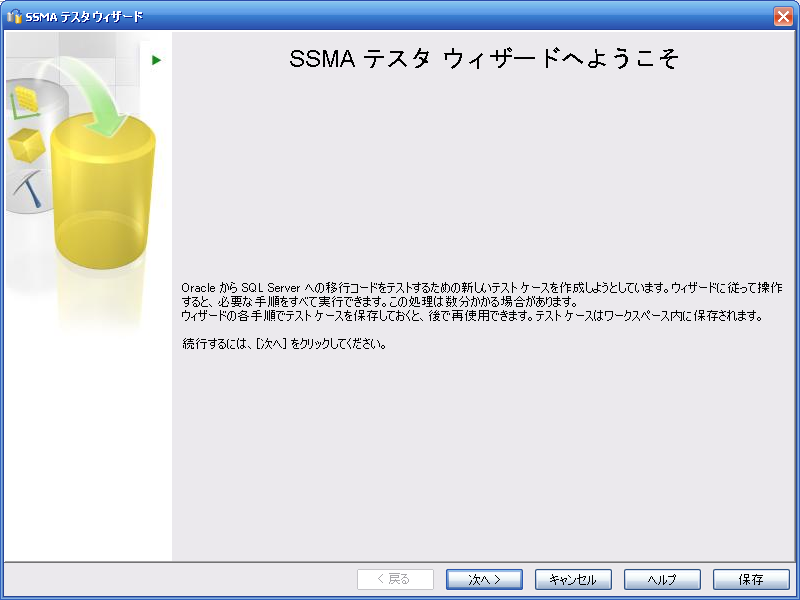 SSMA テスタ ウィザード
SSMA テスタ ウィザードへようこそ
Oracle から SQL Server への移行コードをテストするための新しいテスト ケースを作成しようとしています。ウィザードに従って操作
すると、必要な手順をすべて実行できます。この処理は数分かかる場合があります。
ウィザードの各手順でテスト ケースを保存しておくと、後で再使用できます。テスト ケースはワークスペース内に保存されます。
続行するには、[次へ] をクリックしてください。
< 戻る
次へ >
キャンセル
ヘルプ
保存